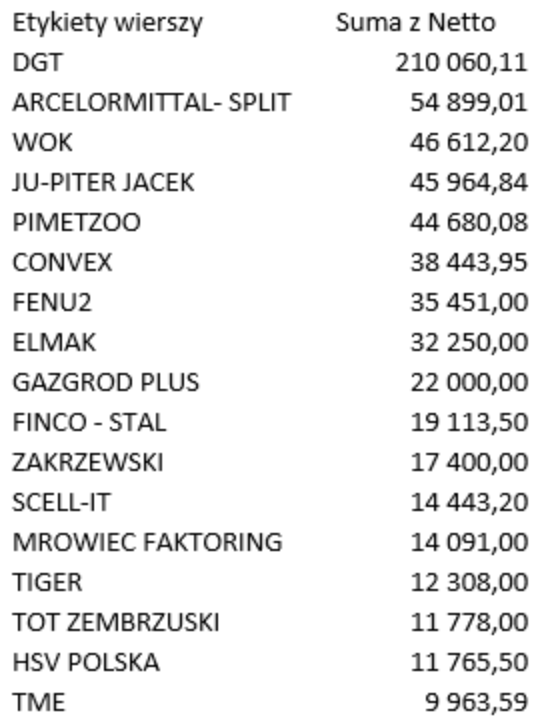 Etykiety wierszy Suma z Netto
DGT 210 060,11
ARCELORMITTAL- SPLIT 54 899,01
WOK 46 612,20
JU-PITER JACEK 45 964,84
PIMETZOO 44 680,08
CONVEX 38 443,95
FENU2 35 451,00
ELMAK 32 250,00
GAZGROD PLUS 22 000,00
FINCO - STAL 19 113,50
ZAKRZEWSKI 17 400,00
SCELL-IT 14 443,20
MROWIEC FAKTORING 14 091,00
TIGER 12 308,00
TOT ZEMBRZUSKI 11 778,00
HSV POLSKA 11 765,50
TME 9 963,59